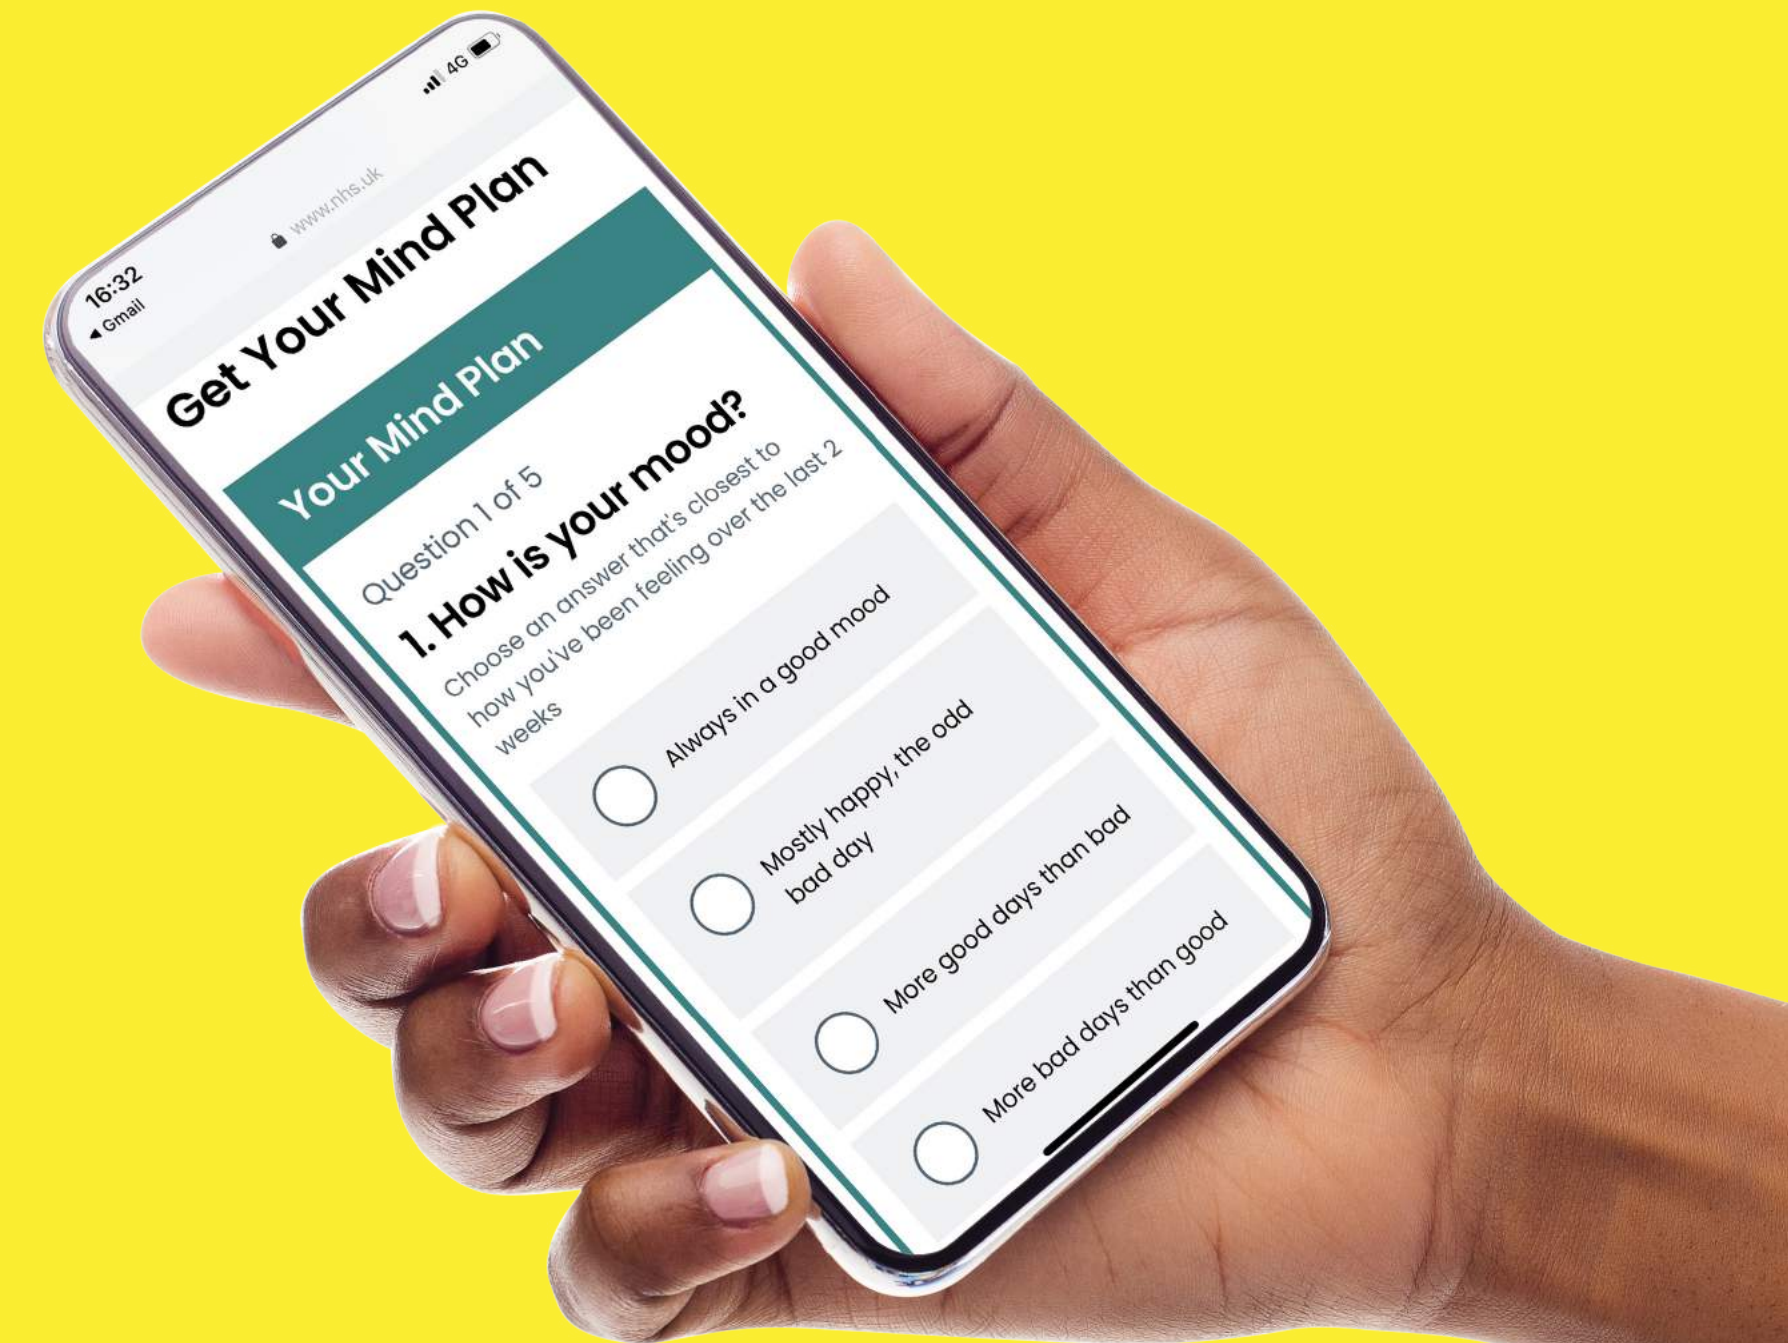 16:32
4G
◀ Gmail
www.nhs.uk
Get Your Mind Plan
Your Mind Plan
Question 1 of 5
1. How is your mood?
Choose an answer that's closest to
how you've been feeling over the last 2
weeks
Always in a good mood
Mostly happy, the odd
bad day
More good days than bad
More bad days than good